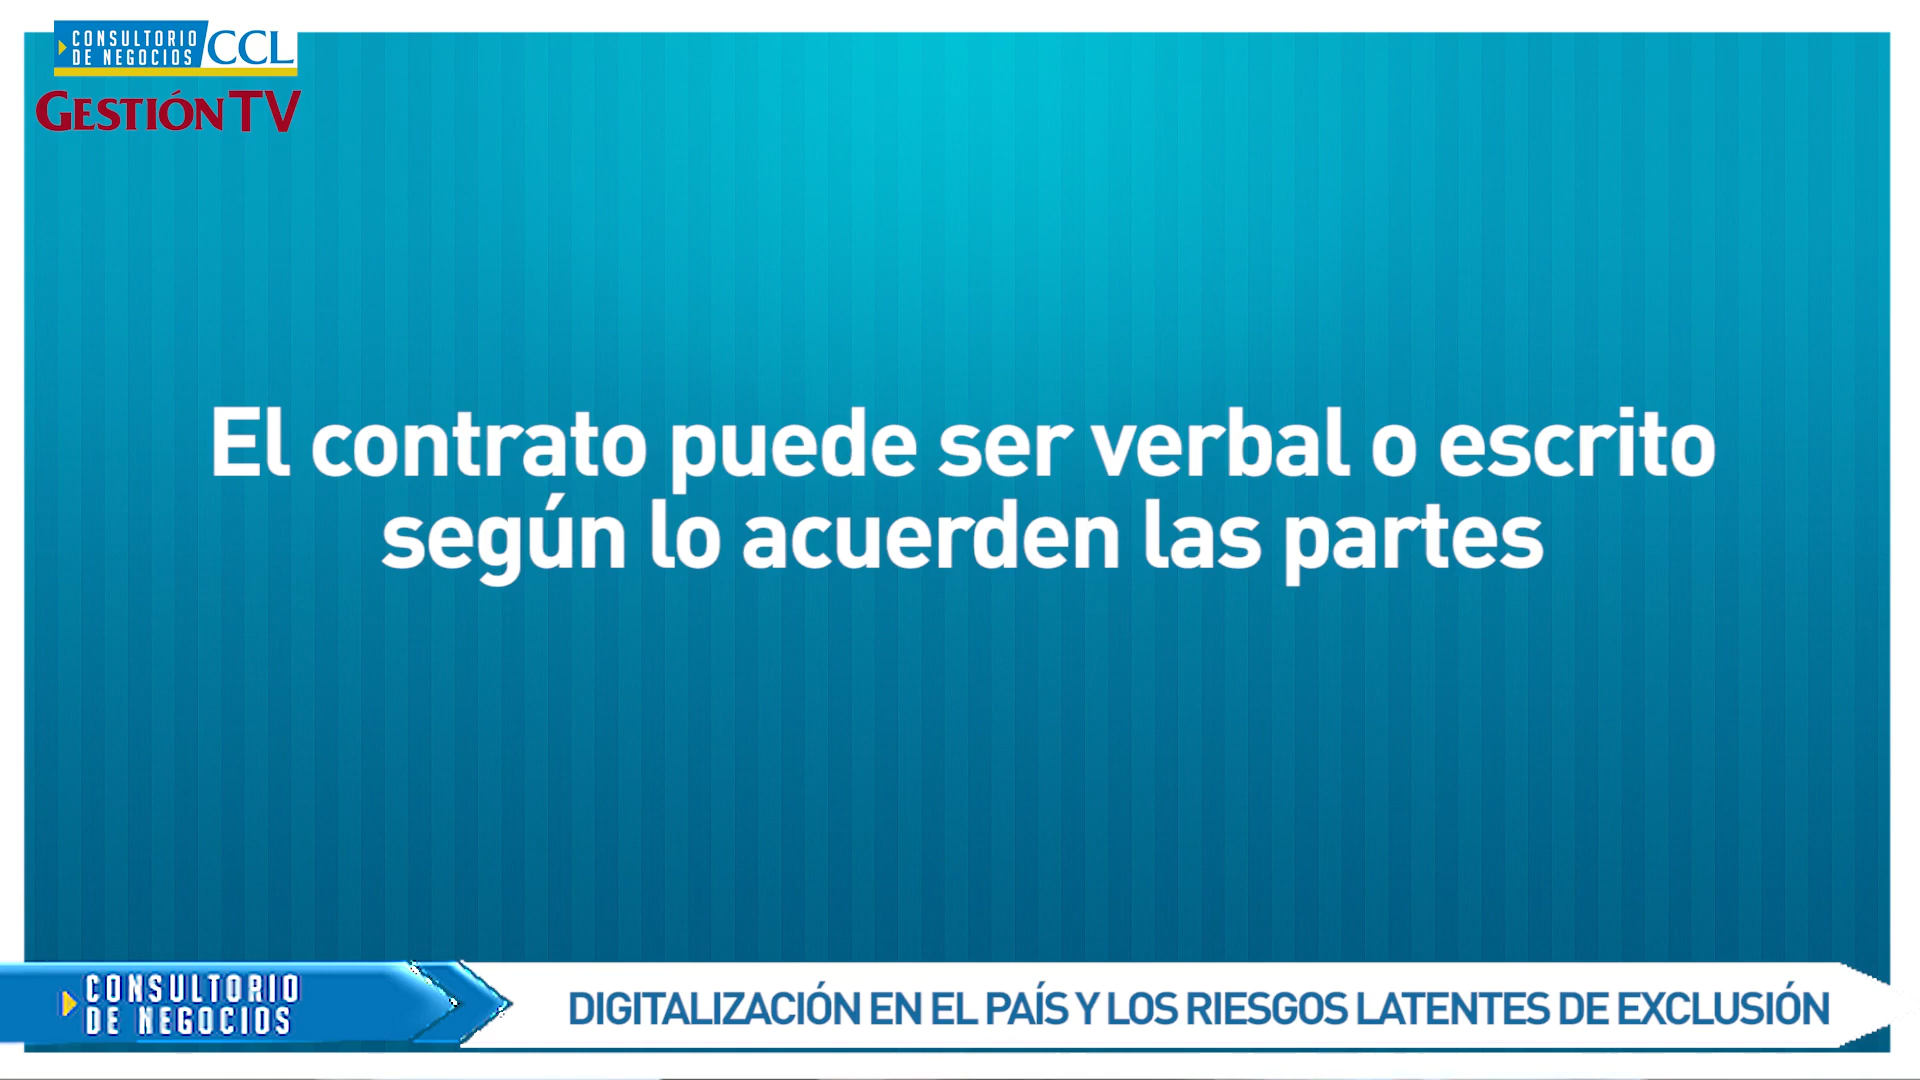 CONSULTORIO
DE NEGOCIOS
CCL
GESTIÓN TV
El contrato puede ser verbal o escrito
según lo acuerden las partes
CONSULTORIO
DE NEGOCIOS
DIGITALIZACIÓN EN EL PAÍS Y LOS RIESGOS LATENTES DE EXCLUSIÓN